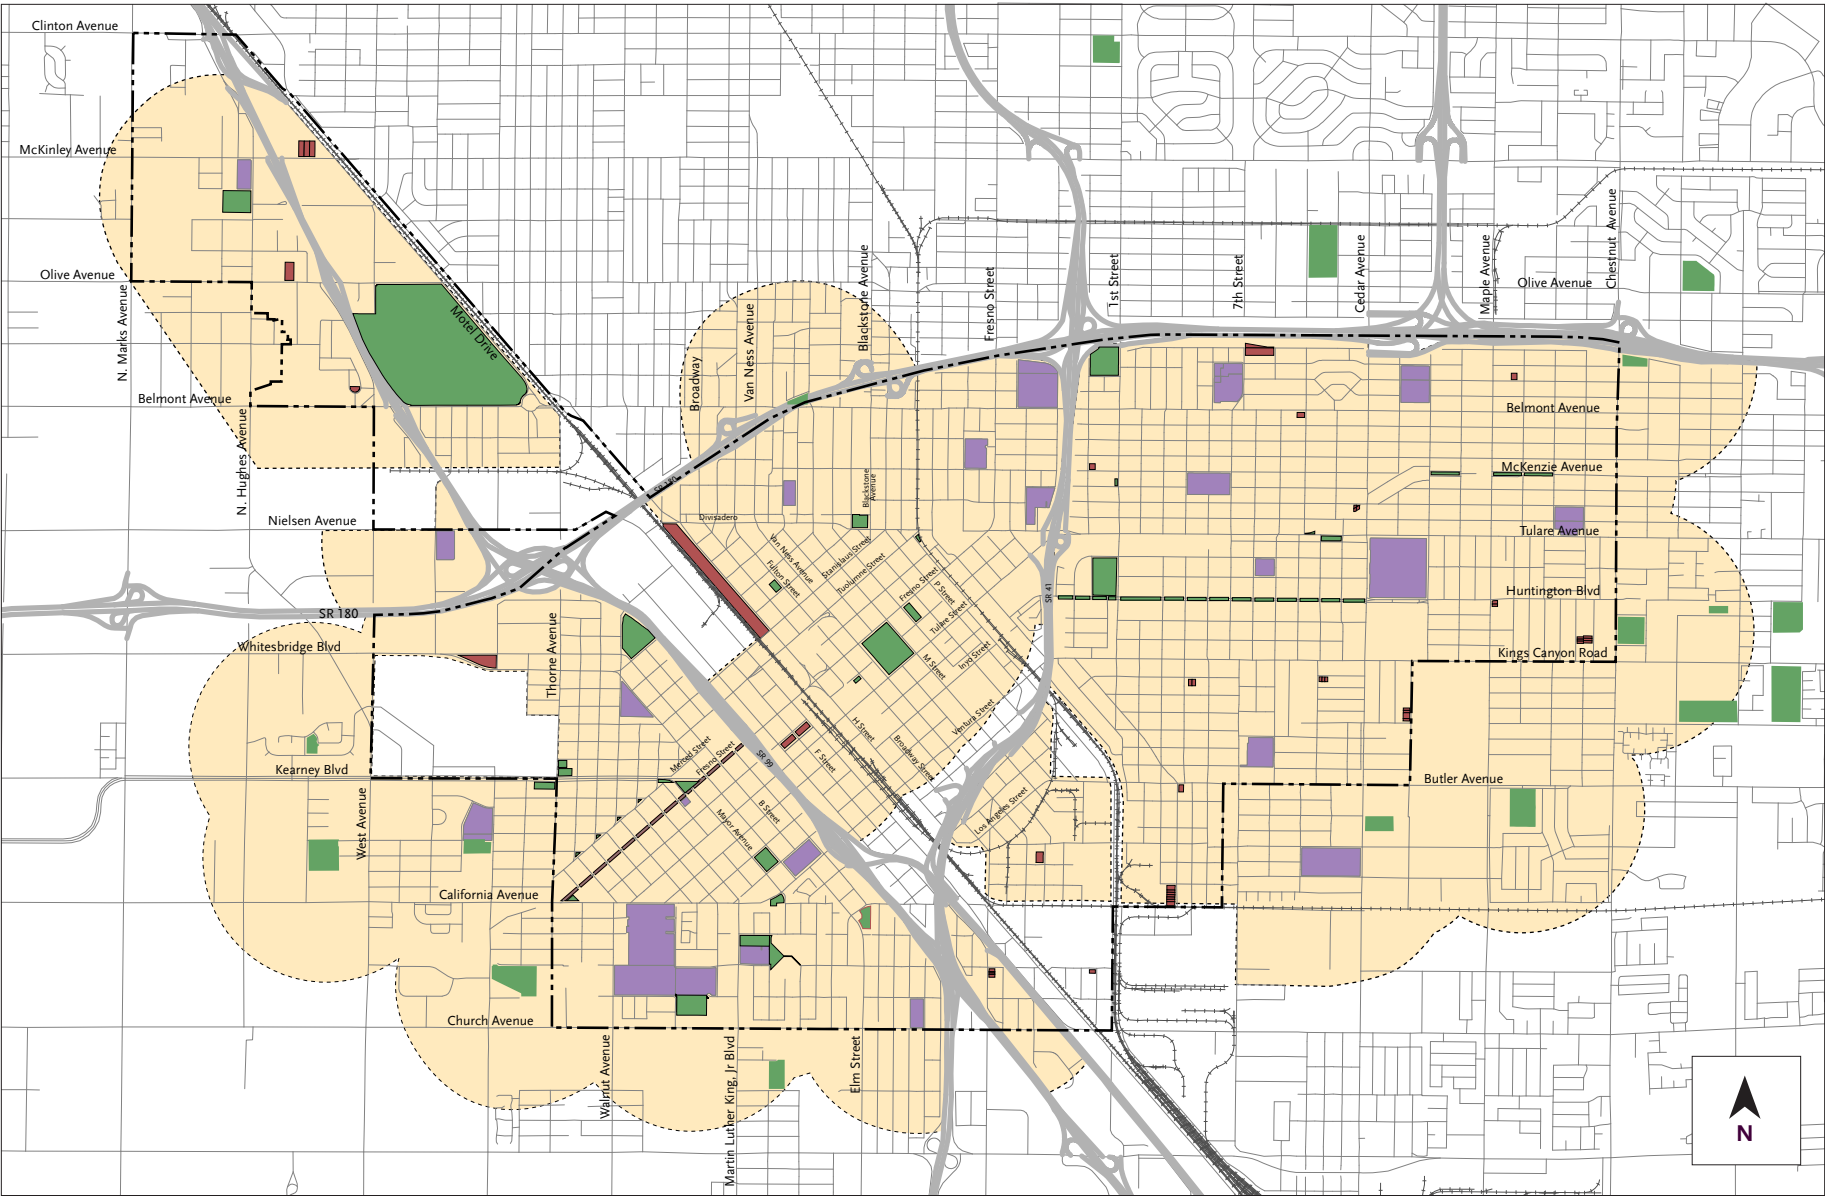 Clinton Avenue
McKinley Avenue
Olive Avenue
N. Marks Avenue
Belmont Avenue
N. Hughes Avenue
Nielsen Avenue
Motel Drive
SR 180
Whitesbridge Blvd
Kearney Blvd
West Avenue
Thorne Avenue
California Avenue
Church Avenue
Walnut Avenue
Martin Luther King, Jr Blvd
Elm Street
Broadway
Van Ness Avenue
Blackstone Avenue
Fresno Street
1st Street
7th Street
Cedar Avenue
Maple Avenue
Chestnut Avenue
Olive Avenue
Belmont Avenue
McKenzie Avenue
Tulare Avenue
Huntington Blvd
Kings Canyon Road
Butler Avenue
SR 180
Divisadero
Blackstone
Avenue
Van Ness Avenue
Fulton Street
Stanislaus Street
Tuolumne Street
Fresno Street
P Street
Tulare Street
Inyo Street
M Street
Ventura Street
H Street
Broadway Street
F Street
SR 41
SR 99
Merced Street
Fresno Street
B Street
Mayor Avenue
Los Angeles Street
N